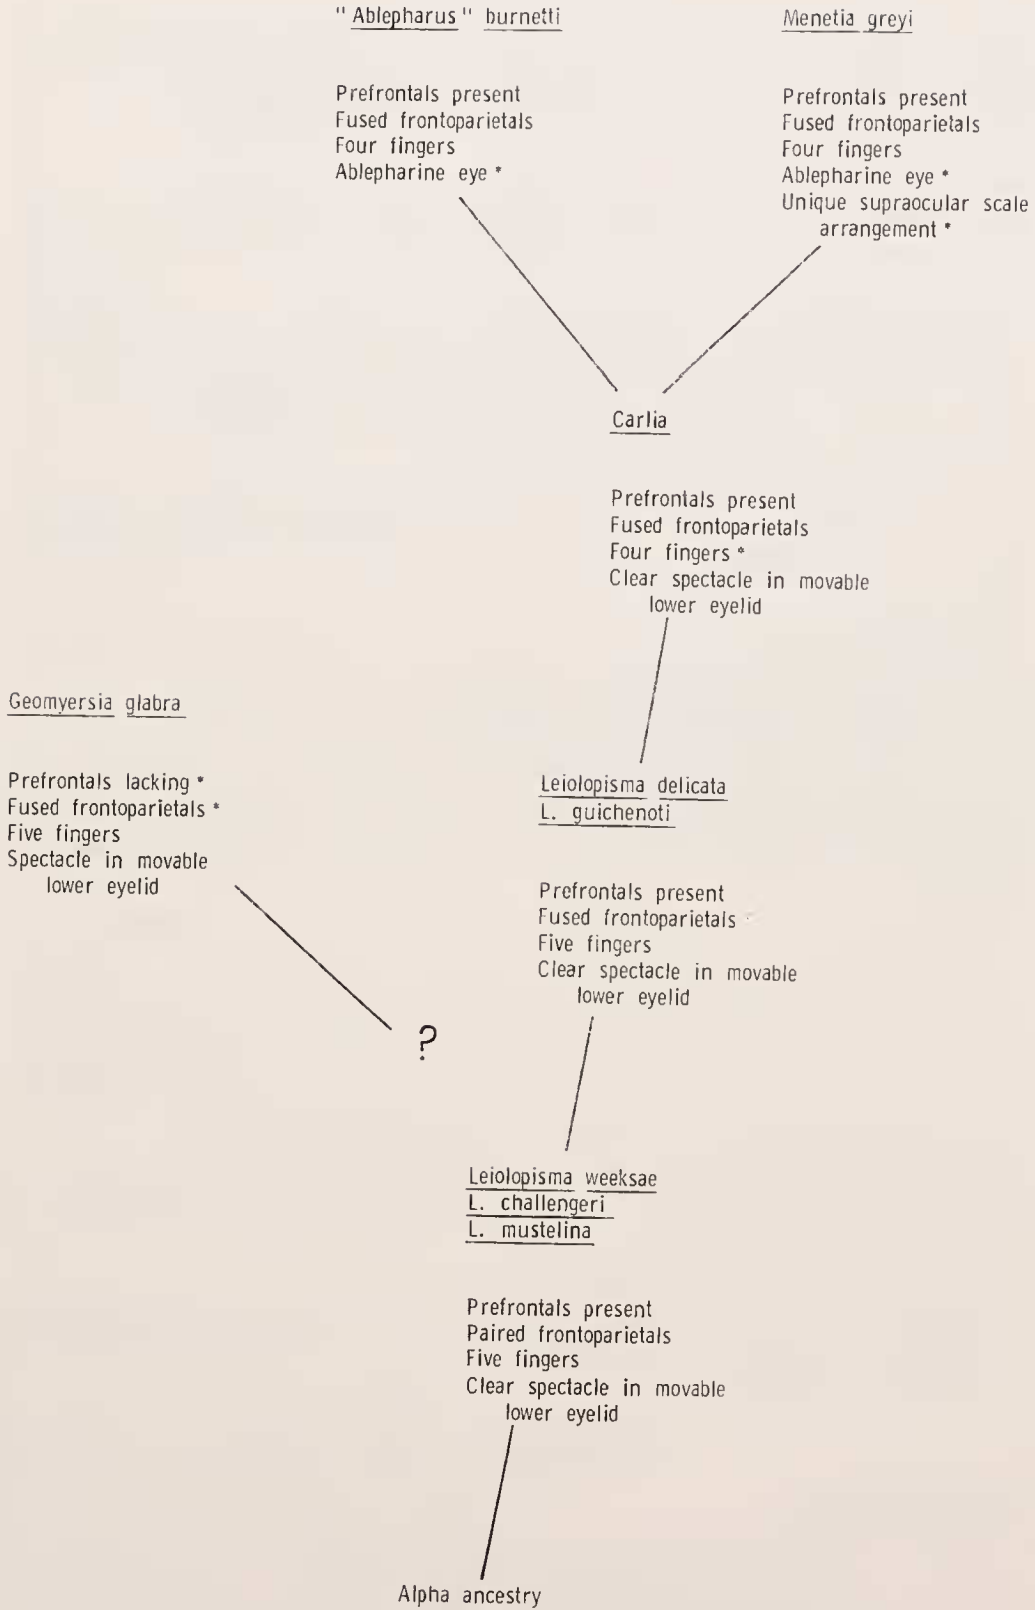 "Ablepharus" burnetti
Prefrontals present
Fused frontoparietals
Four fingers
Ablepharine eye *
Menetia greyi
Prefrontals present
Fused frontoparietals
Four fingers
Ablepharine eye *
Unique supraocular scale
arrangement *
Carlia
Prefrontals present
Fused frontoparietals
Four fingers *
Clear spectacle in movable
lower eyelid
Geomyersia glabra
Prefrontals lacking *
Fused frontoparietals *
Five fingers
Spectacle in movable
lower eyelid
Leiolopisma delicata
L. guichenoti
Prefrontals present
Fused frontoparietals *
Five fingers
Clear spectacle in movable
lower eyelid
?
Leiolopisma weeksae
L. challengeri
L. mustelina
Prefrontals present
Paired frontoparietals
Five fingers
Clear spectacle in movable
lower eyelid
Alpha ancestry